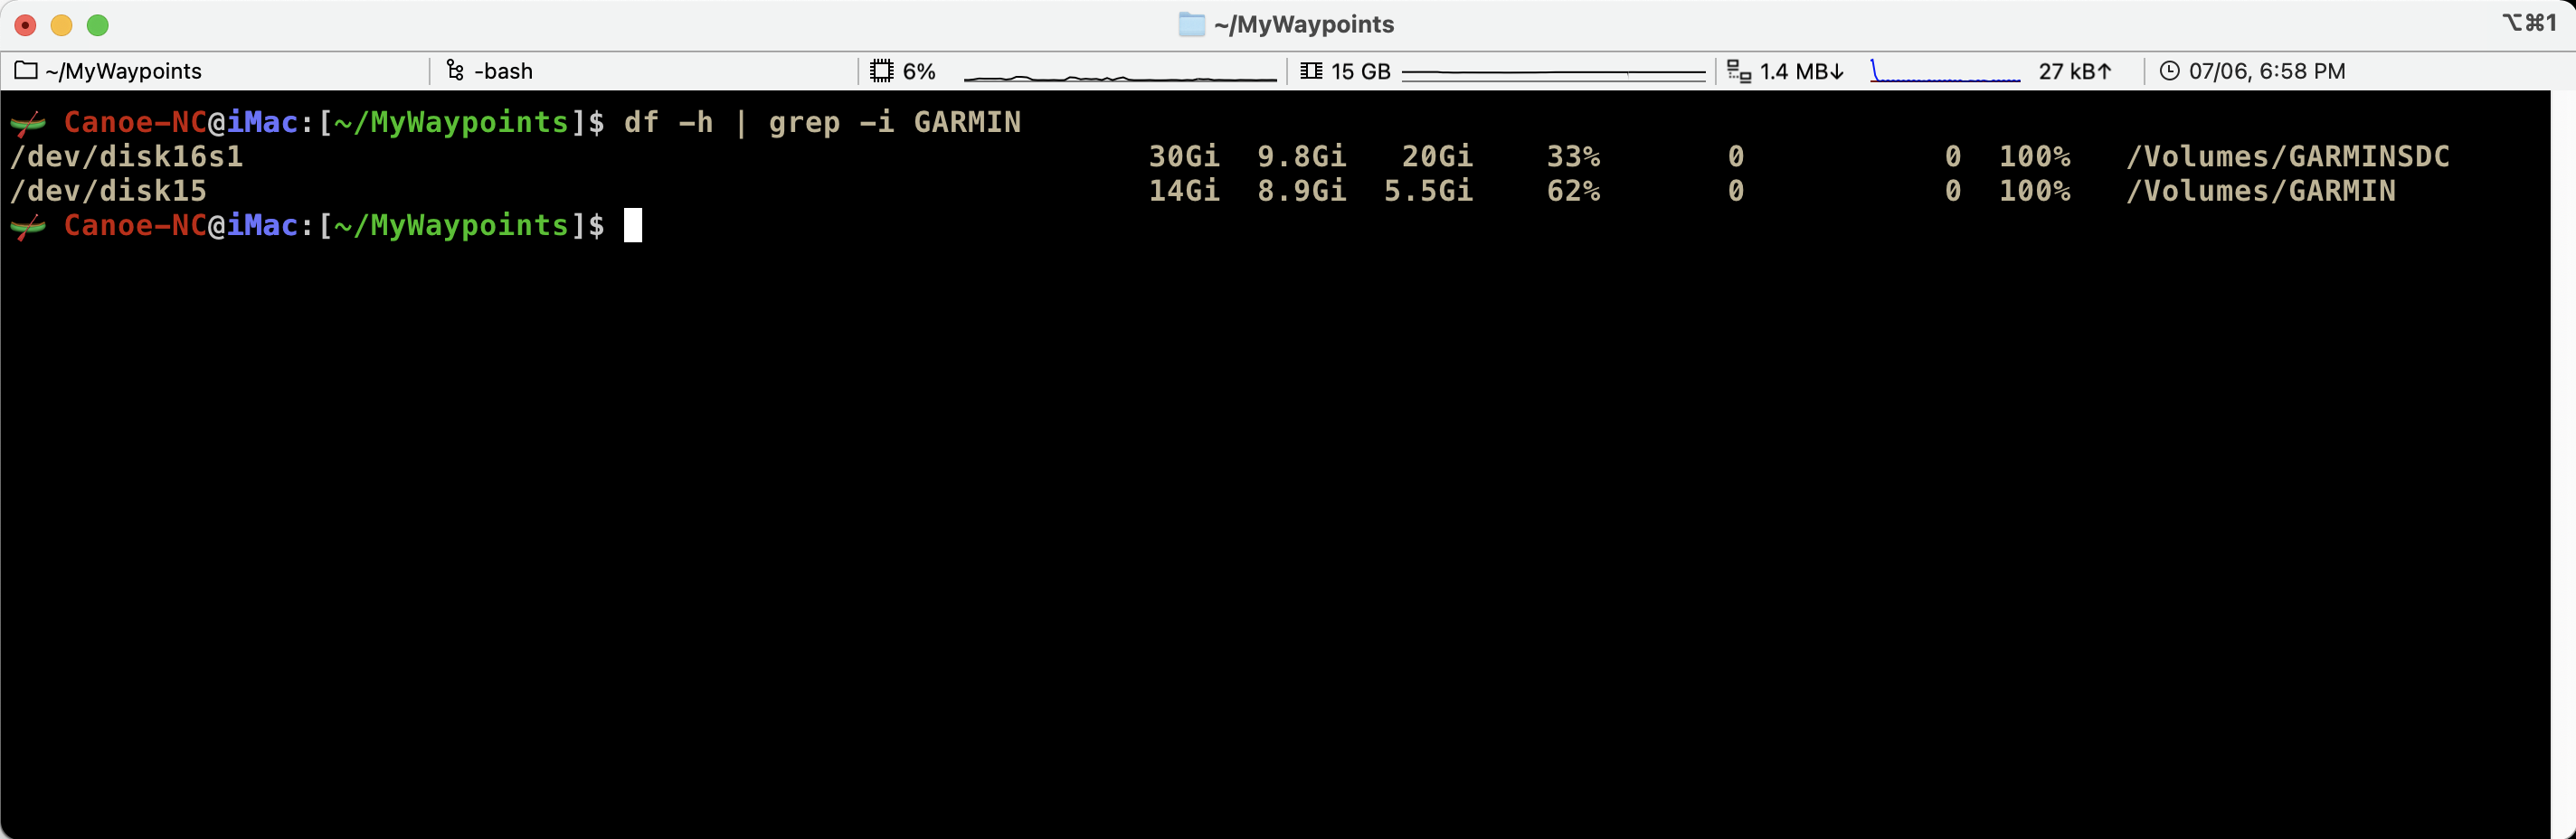 ~/MyWaypoints
⌥⌘1
~/MyWaypoints -bash 6% 15 GB 1.4 MB↓ 27 kB↑ 07/06, 6:58 PM
Canoe-NC@iMac:[~/MyWaypoints]$ df -h | grep -i GARMIN
/dev/disk16s1 30Gi 9.8Gi 20Gi 33% 0 0 100% /Volumes/GARMINSDC
/dev/disk15 14Gi 8.9Gi 5.5Gi 62% 0 0 100% /Volumes/GARMIN
Canoe-NC@iMac:[~/MyWaypoints]$